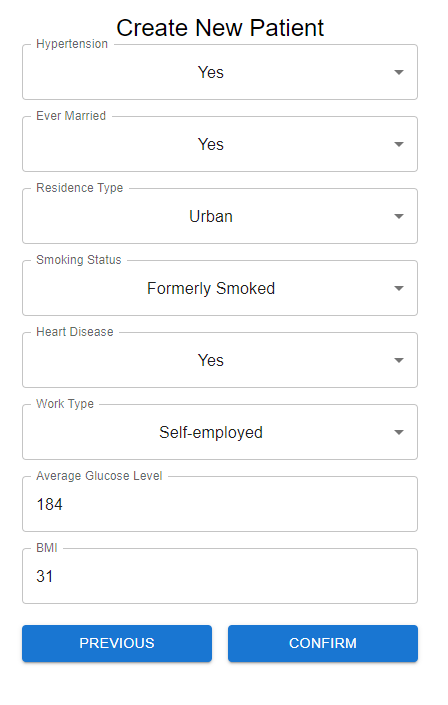 Create New Patient
Hypertension
Yes
Ever Married
Yes
Residence Type
Urban
Smoking Status
Formerly Smoked
Heart Disease
Yes
Work Type
Self-employed
Average Glucose Level
184
BMI
31
PREVIOUS CONFIRM